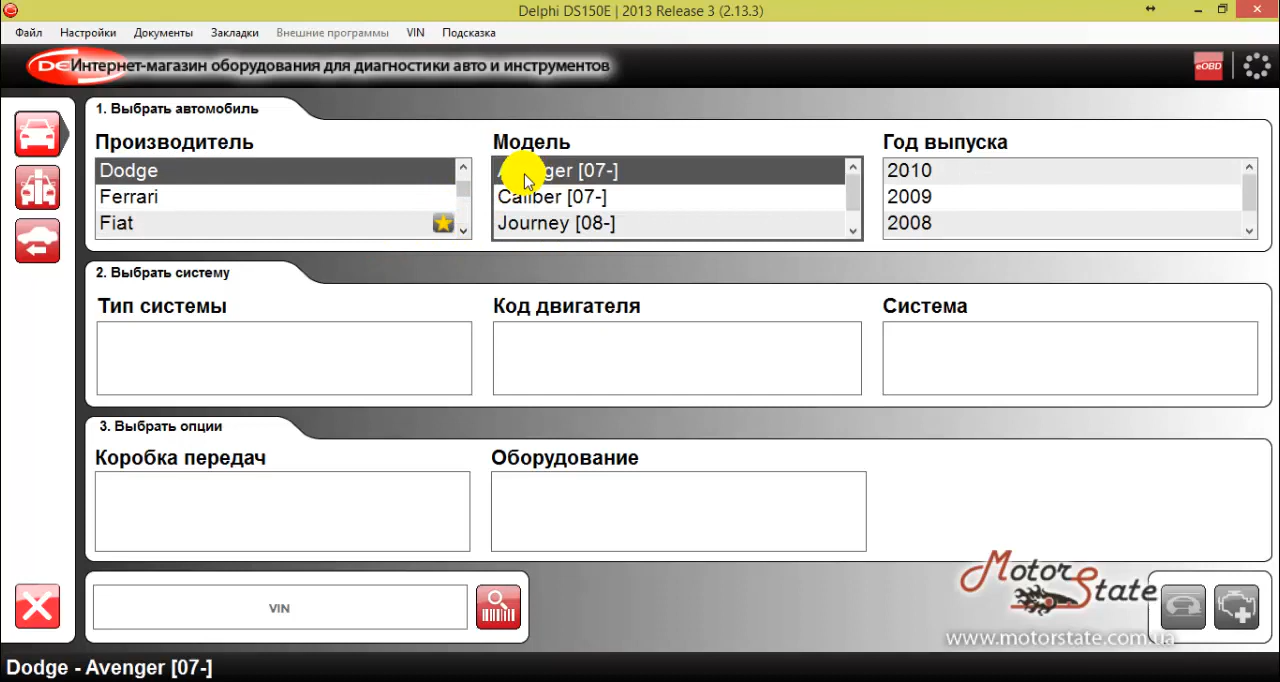 Delphi DS150E | 2013 Release 3 (2.13.3)
Файл Настройки Документы Закладки Внешние программы VIN Подсказка
DE Интернет-магазин оборудования для диагностики авто и инструментов
eOBD
1. Выбрать автомобиль
Производитель Модель Год выпуска
Dodge Avenger [07-] 2010
Ferrari Caliber [07-] 2009
Fiat Journey [08-] 2008
2. Выбрать систему
Тип системы Код двигателя Система
3. Выбрать опции
Коробка передач Оборудование
VIN
MotorState
www.motorstate.com.ua
Dodge - Avenger [07-]